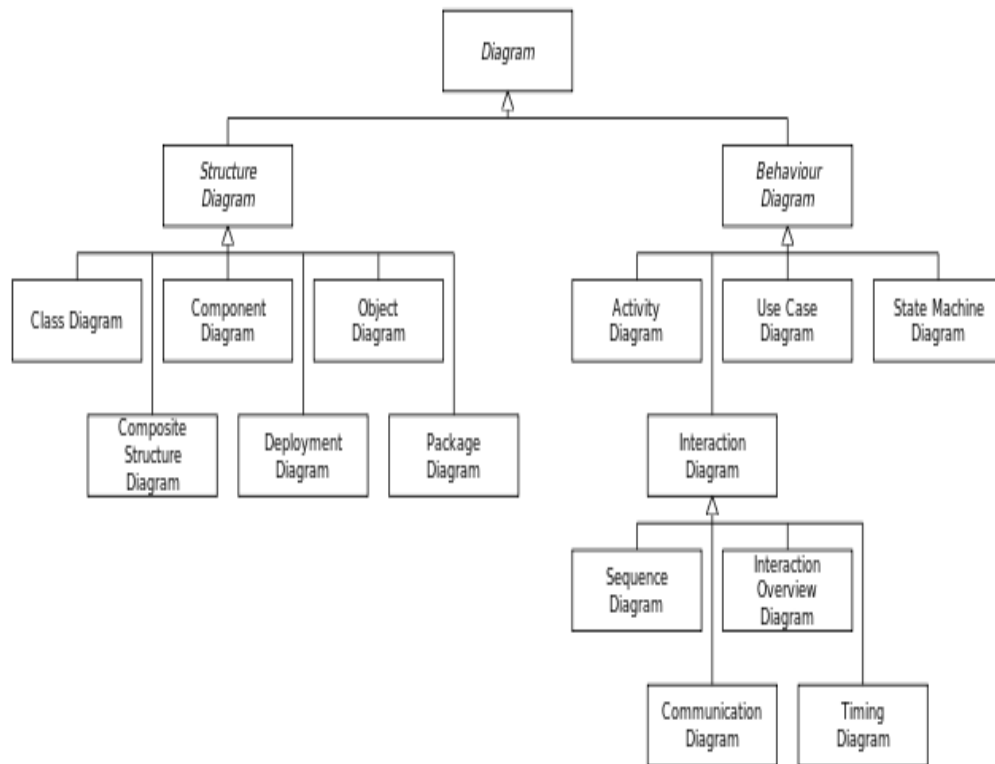 Diagram
Structure
Diagram
Behaviour
Diagram
Class Diagram
Component
Diagram
Object
Diagram
Activity
Diagram
Use Case
Diagram
State Machine
Diagram
Composite
Structure
Diagram
Deployment
Diagram
Package
Diagram
Interaction
Diagram
Sequence
Diagram
Interaction
Overview
Diagram
Communication
Diagram
Timing
Diagram